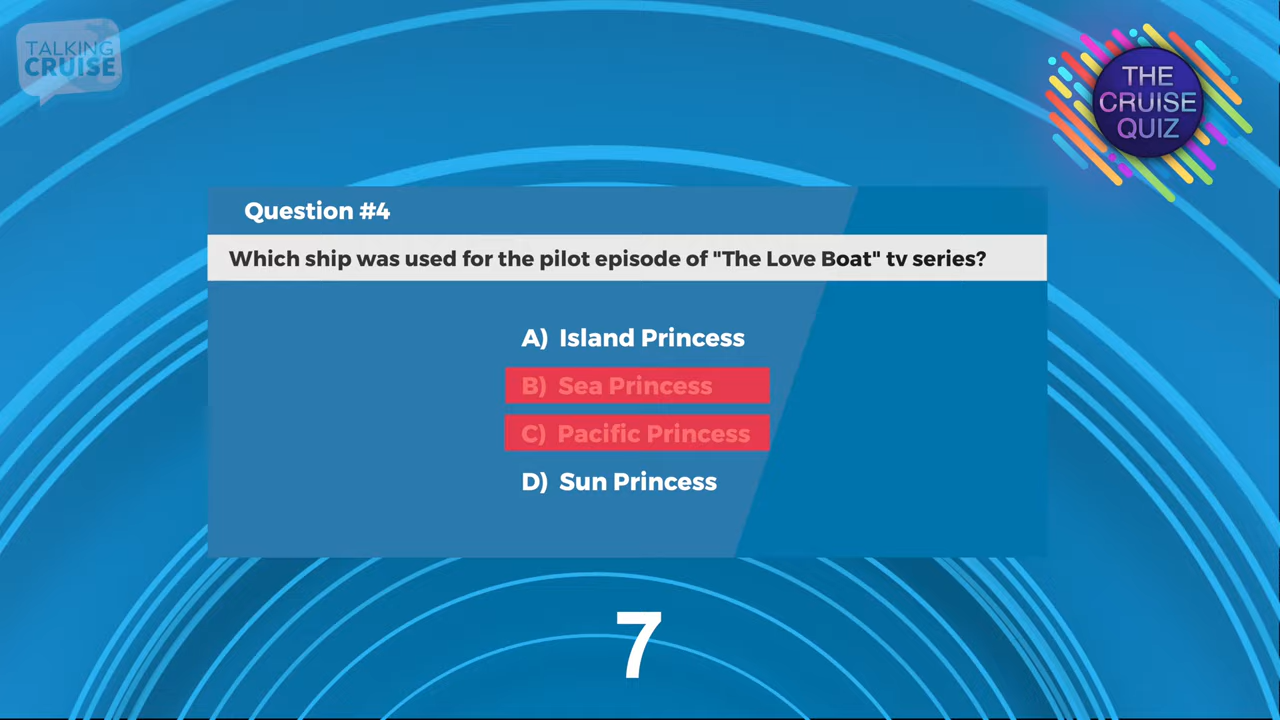 TALKING
CRUISE
THE
CRUISE
QUIZ
Question #4
Which ship was used for the pilot episode of "The Love Boat" tv series?
A) Island Princess
B) Sea Princess
C) Pacific Princess
D) Sun Princess
7